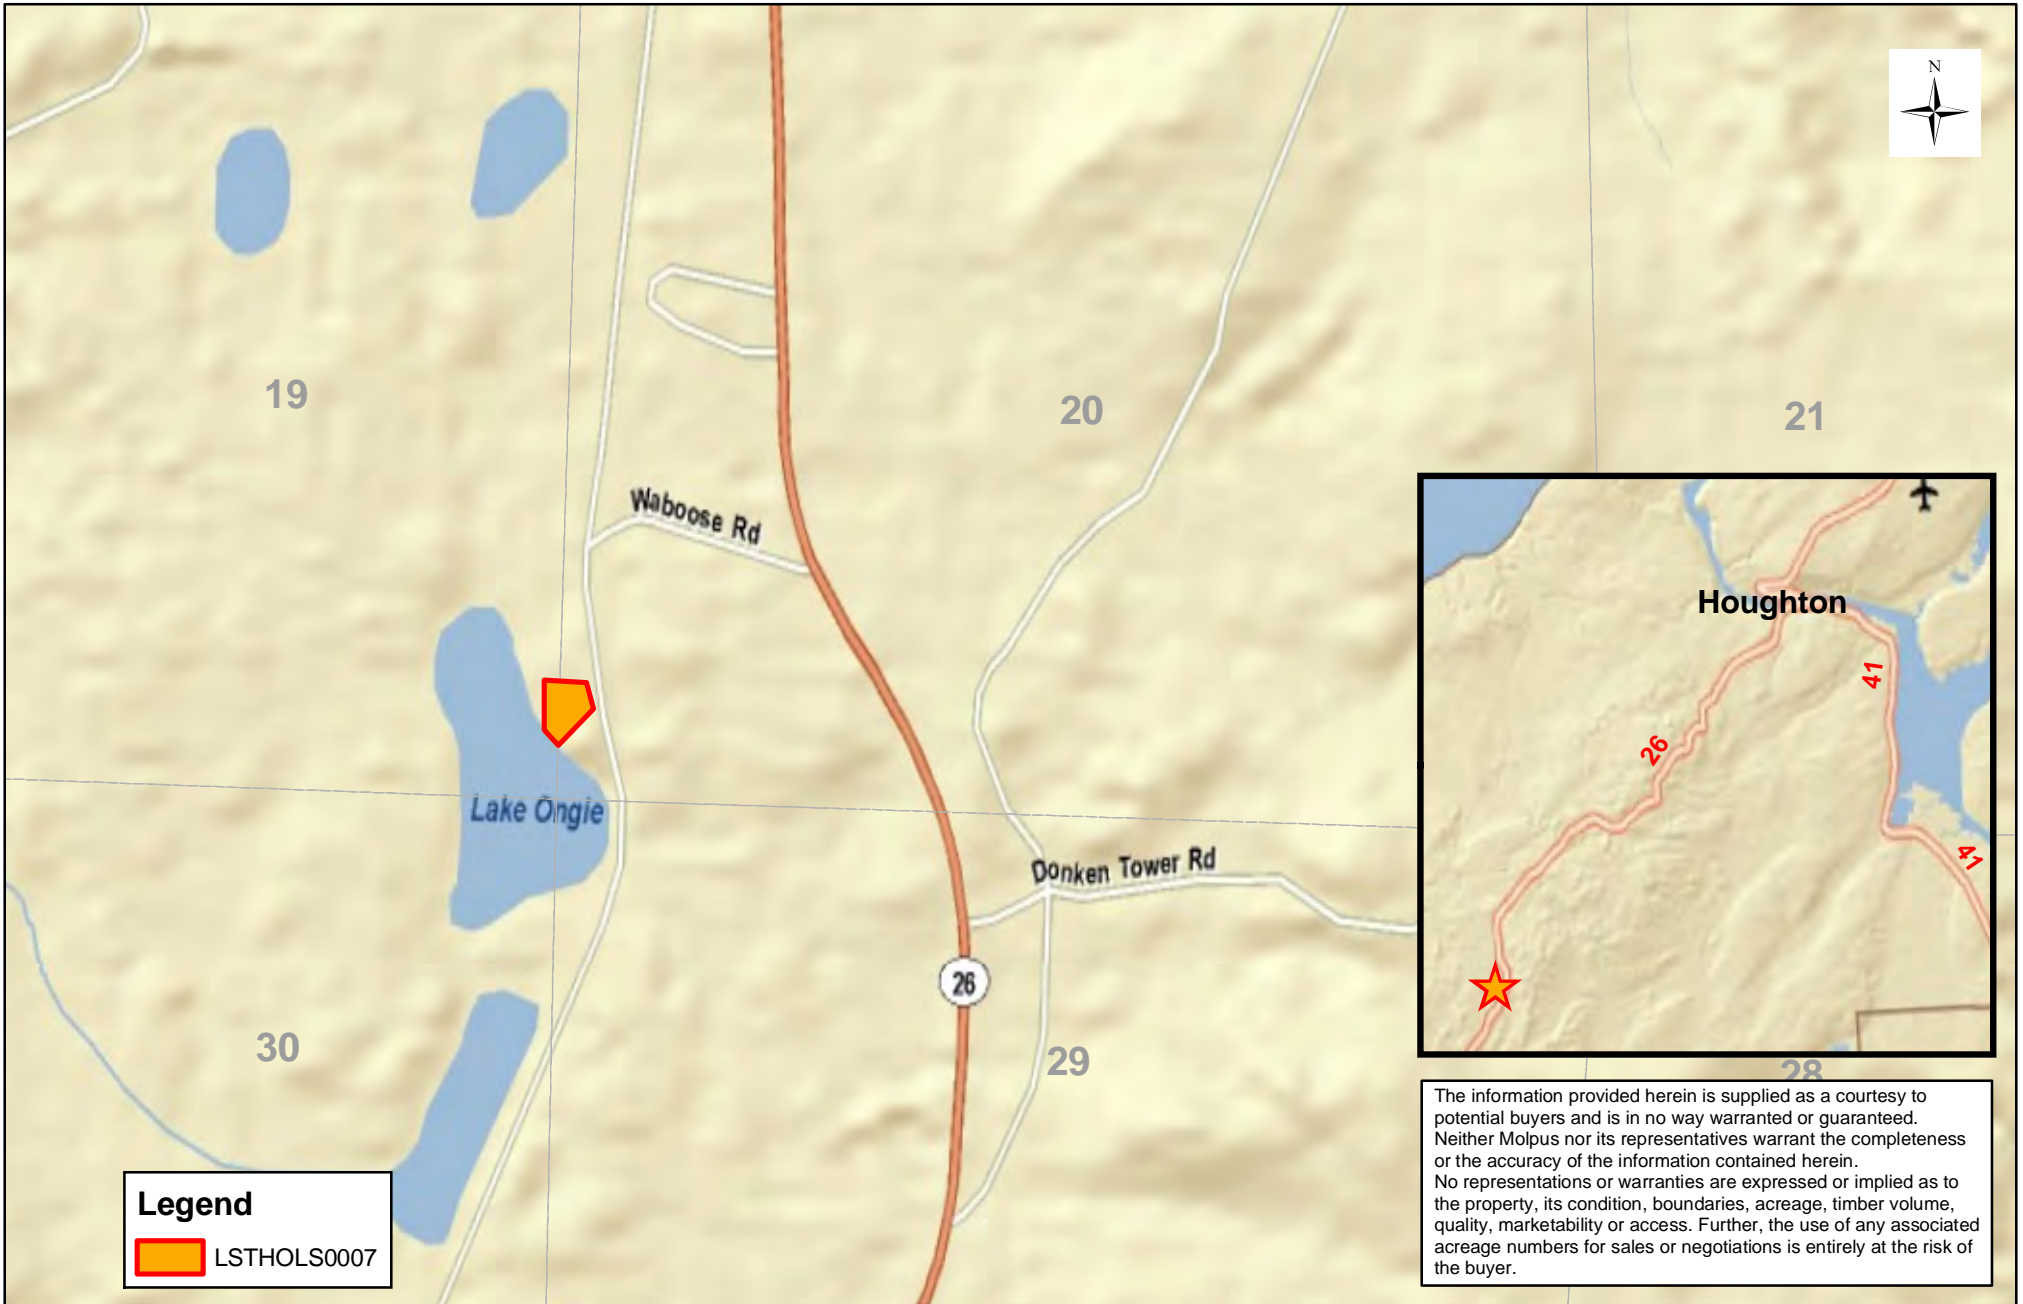 N
19
20
21
Waboose Rd
Houghton
41
26
Lake Ongie
41
Donken Tower Rd
26
30
29
28
The information provided herein is supplied as a courtesy to
potential buyers and is in no way warranted or guaranteed.
Neither Molpus nor its representatives warrant the completeness
or the accuracy of the information contained herein.
No representations or warranties are expressed or implied as to
the property, its condition, boundaries, acreage, timber volume,
quality, marketability or access. Further, the use of any associated
acreage numbers for sales or negotiations is entirely at the risk of
the buyer.
Legend
LSTHOLS0007